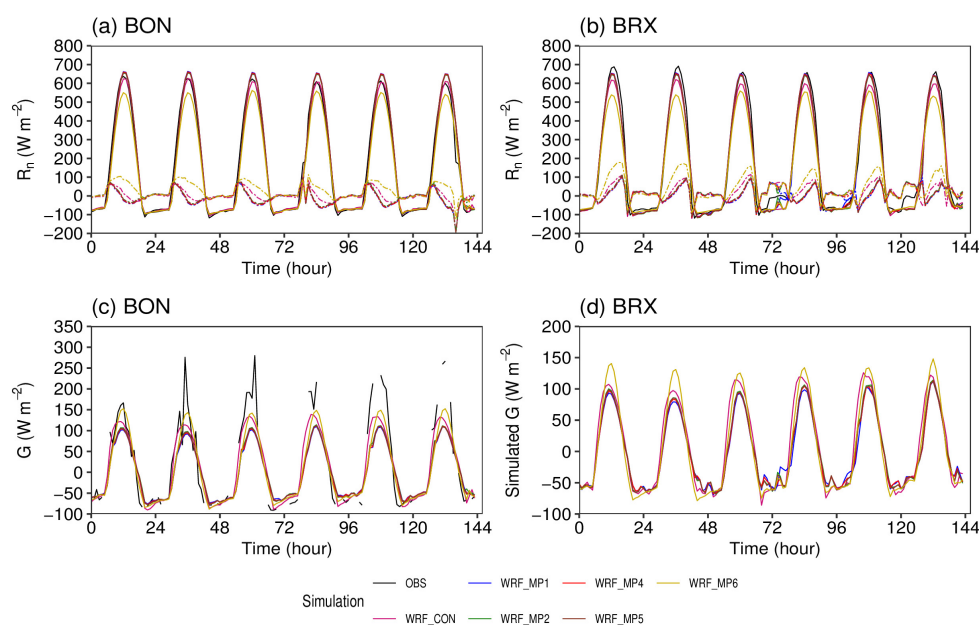 (a) BON
(b) BRX
800
700
600
500
400
300
200
100
0
−100
−200
Rₙ (W m⁻²)
0 24 48 72 96 120 144
Time (hour)
800
700
600
500
400
300
200
100
0
−100
−200
Rₙ (W m⁻²)
0 24 48 72 96 120 144
Time (hour)
(c) BON
(d) BRX
350
300
250
200
150
100
50
0
−50
−100
G (W m⁻²)
0 24 48 72 96 120 144
Time (hour)
200
150
100
50
0
−50
−100
Simulated G (W m⁻²)
0 24 48 72 96 120 144
Time (hour)
Simulation
OBS WRF_MP1 WRF_MP4 WRF_MP6
WRF_CON WRF_MP2 WRF_MP5